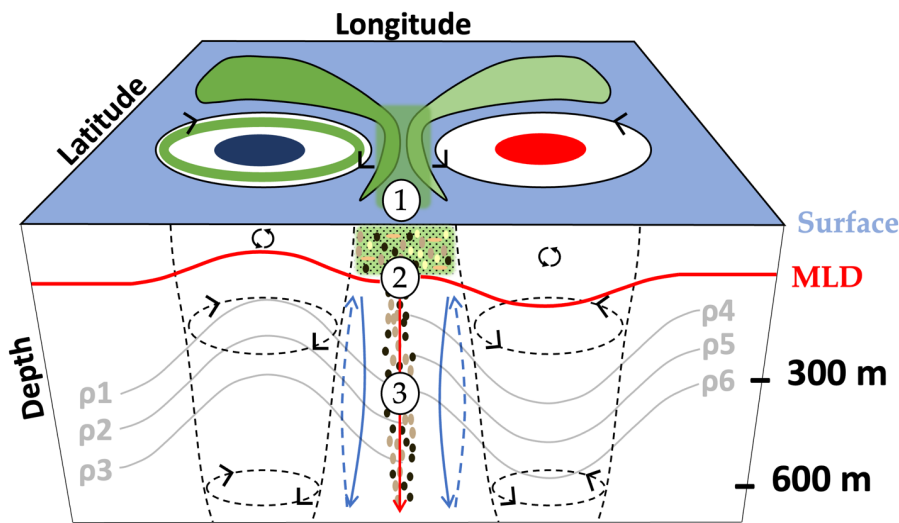 Longitude
Latitude
1
Surface
2
MLD
Depth
ρ4
ρ5
300 m
ρ1
3
ρ6
ρ2
ρ3
600 m